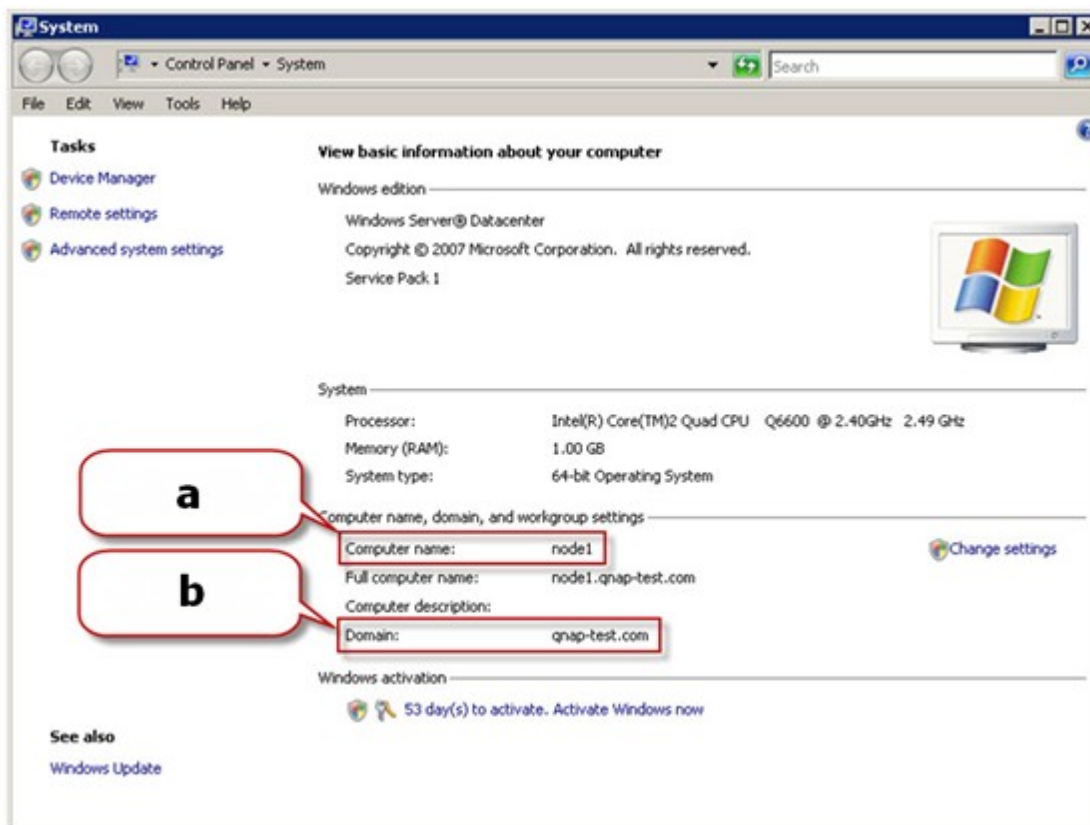 System
Control Panel System
Search
File Edit View Tools Help
Tasks
Device Manager
Remote settings
Advanced system settings
View basic information about your computer
Windows edition
Windows Server® Datacenter
Copyright © 2007 Microsoft Corporation. All rights reserved.
Service Pack 1
System
Processor: Intel(R) Core(TM)2 Quad CPU Q6600 @ 2.40GHz 2.49 GHz
Memory (RAM): 1.00 GB
System type: 64-bit Operating System
a
Computer name, domain, and workgroup settings
Computer name: node1
Change settings
b
Full computer name: node1.qnap-test.com
Computer description:
Domain: qnap-test.com
Windows activation
53 day(s) to activate. Activate Windows now
See also
Windows Update